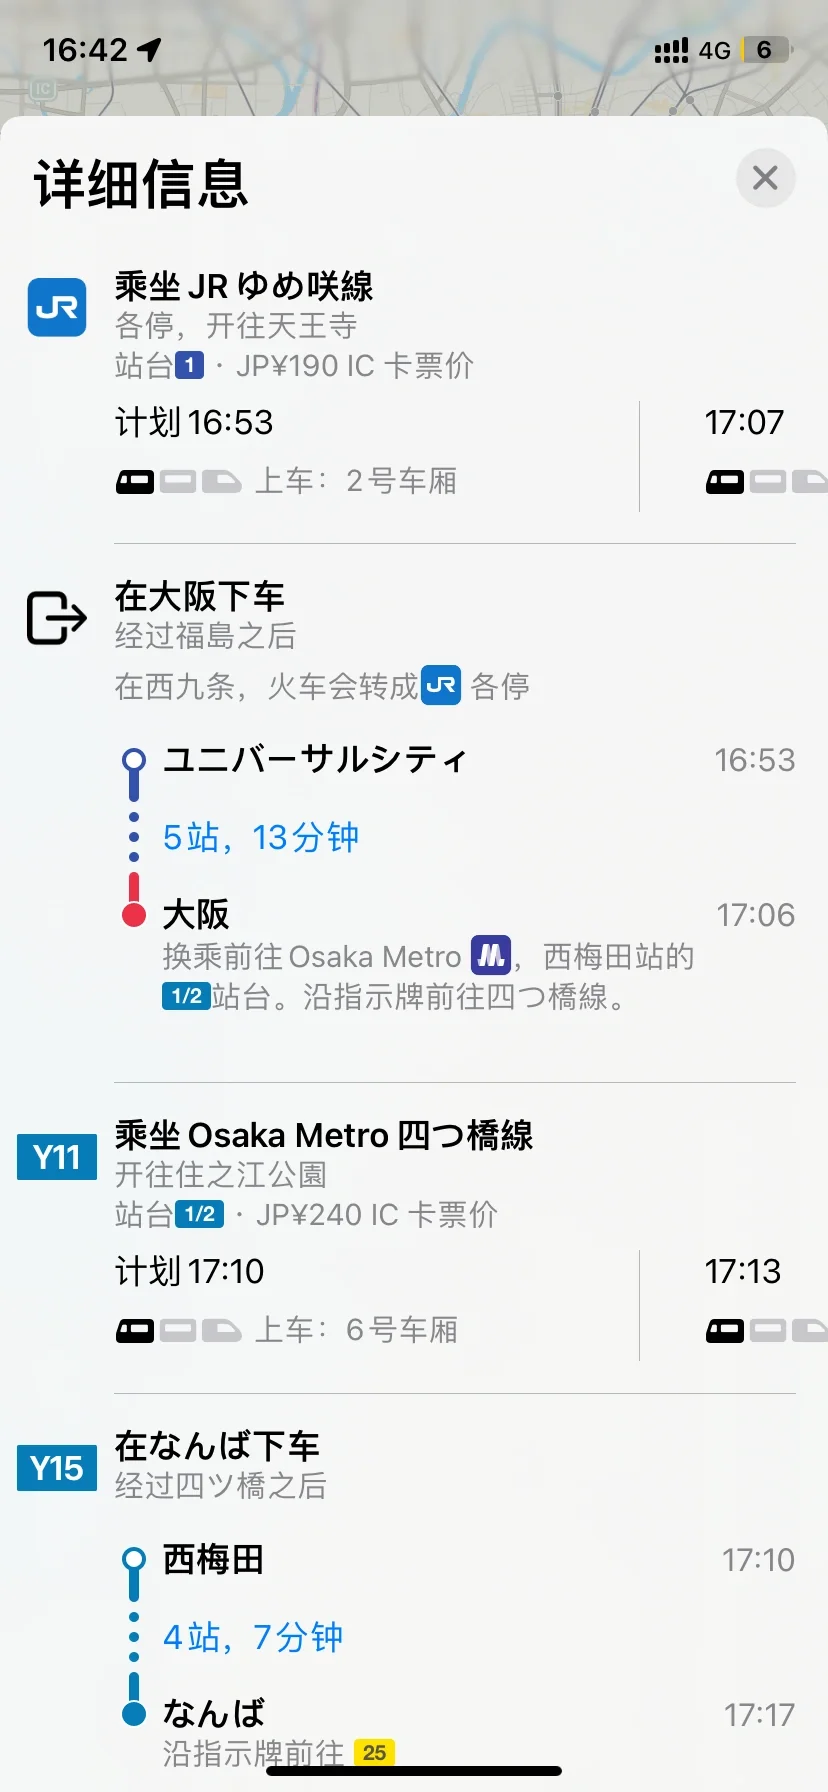 16:42
4G 6
IC
详细信息
JR
乘坐 JR ゆめ咲線
各停，开往天王寺
站台 1 · JP¥190 IC 卡票价
计划 16:53
17:07
上车：2 号车厢
在大阪下车
经过福島之后
在西九条，火车会转成 JR 各停
ユニバーサルシティ 16:53
5 站，13 分钟
大阪 17:06
换乘前往 Osaka Metro M，西梅田站的
1/2 站台。沿指示牌前往四つ橋線。
Y11
乘坐 Osaka Metro 四つ橋線
开往住之江公園
站台 1/2 · JP¥240 IC 卡票价
计划 17:10
17:13
上车：6 号车厢
Y15
在なんば下车
经过四ツ橋之后
西梅田 17:10
4 站，7 分钟
なんば 17:17
沿指示牌前往 25